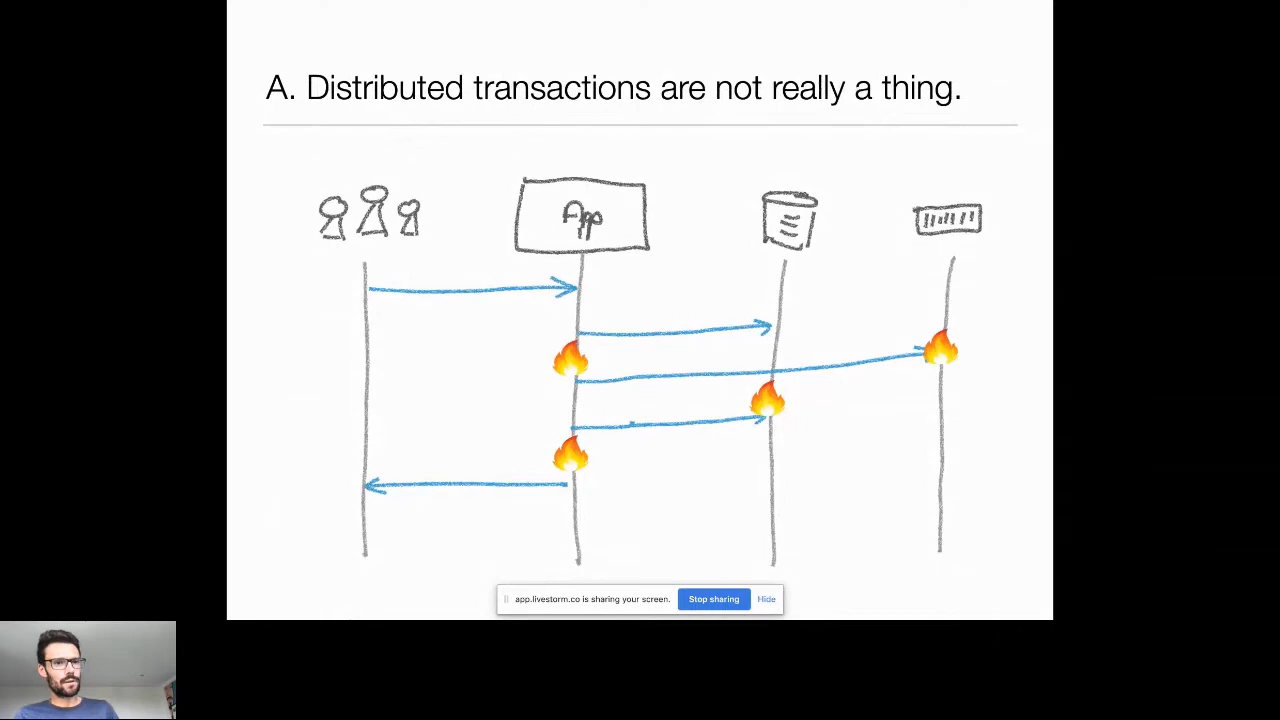 A. Distributed transactions are not really a thing.
App
app.livestorm.co is sharing your screen. Stop sharing Hide